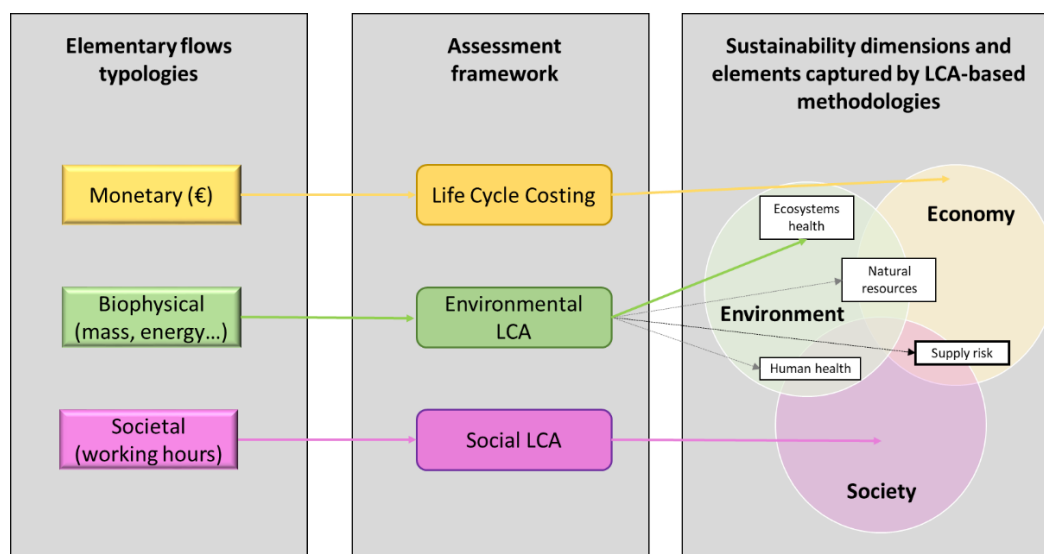 Elementary flows
typologies
Monetary (€)
Biophysical
(mass, energy…)
Societal
(working hours)
Assessment
framework
Life Cycle Costing
Environmental
LCA
Social LCA
Sustainability dimensions and
elements captured by LCA-based
methodologies
Ecosystems
health
Economy
Natural
resources
Environment
Supply risk
Human health
Society